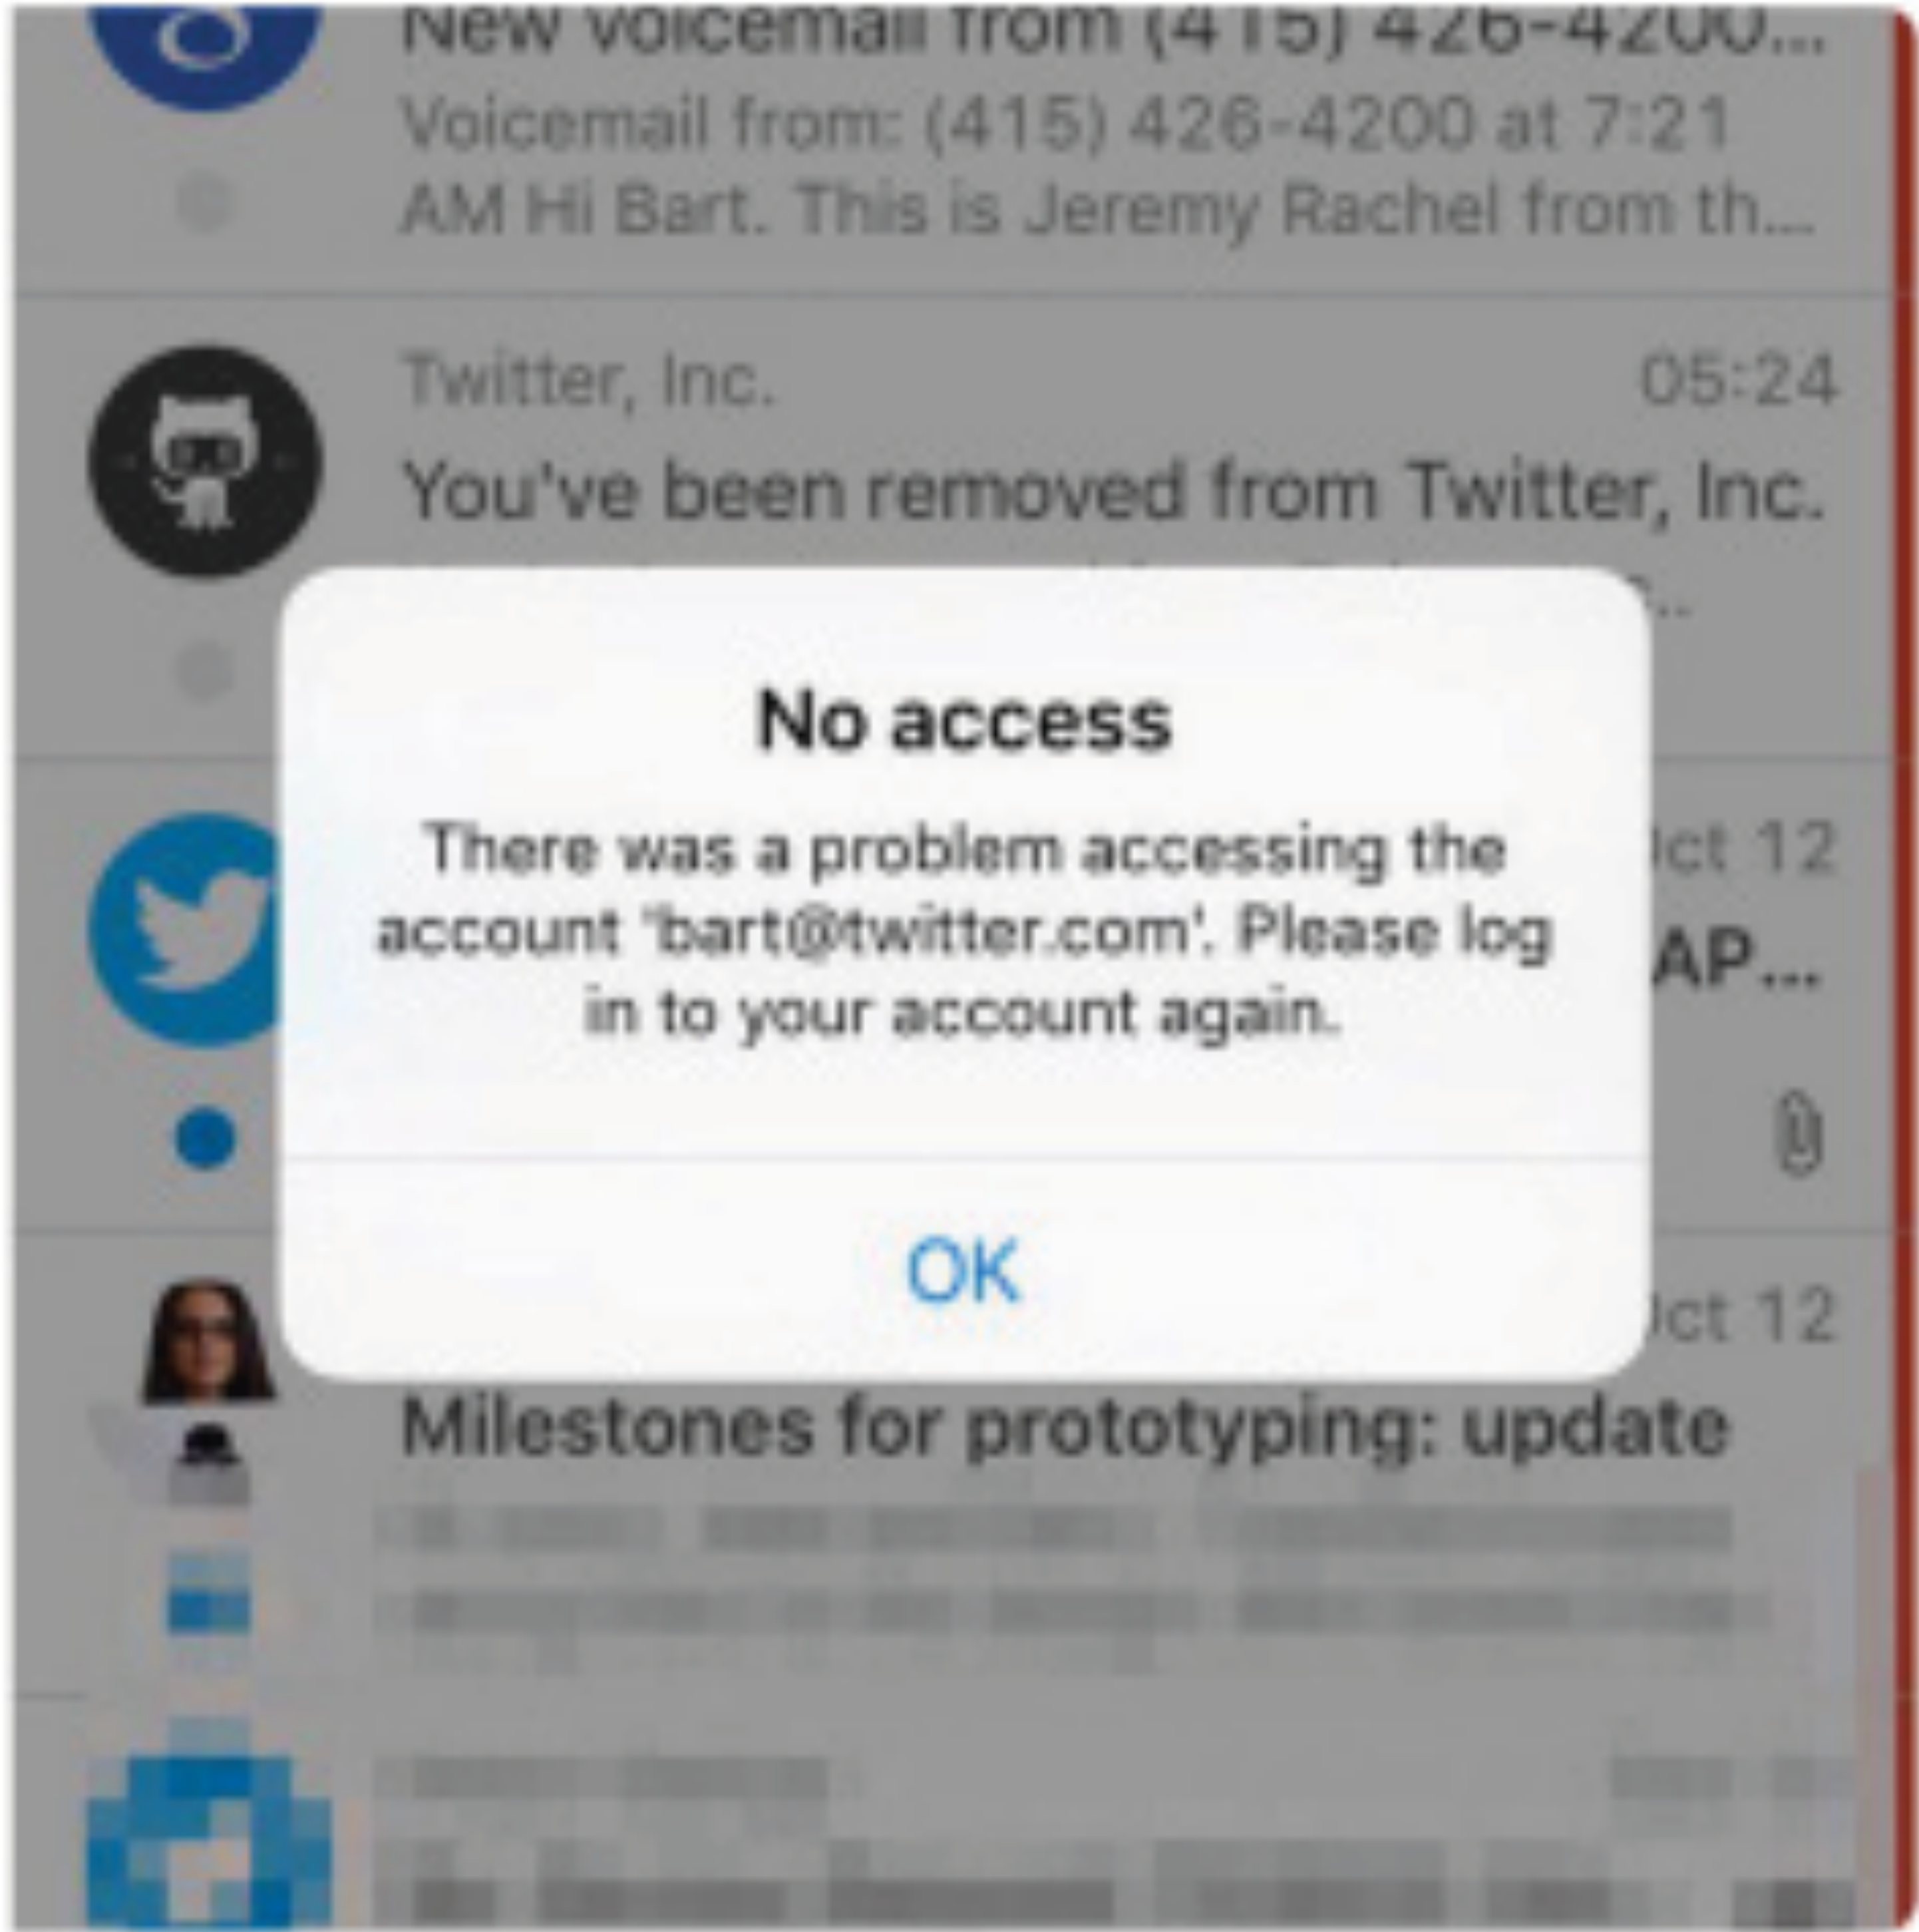 New voicemail from (415) 426-4200...
Voicemail from: (415) 426-4200 at 7:21
AM Hi Bart. This is Jeremy Rachel from th...
Twitter, Inc. 05:24
You've been removed from Twitter, Inc.
No access
There was a problem accessing the
account 'bart@twitter.com'. Please log
in to your account again.
12
AP...
OK
12
Milestones for prototyping: update